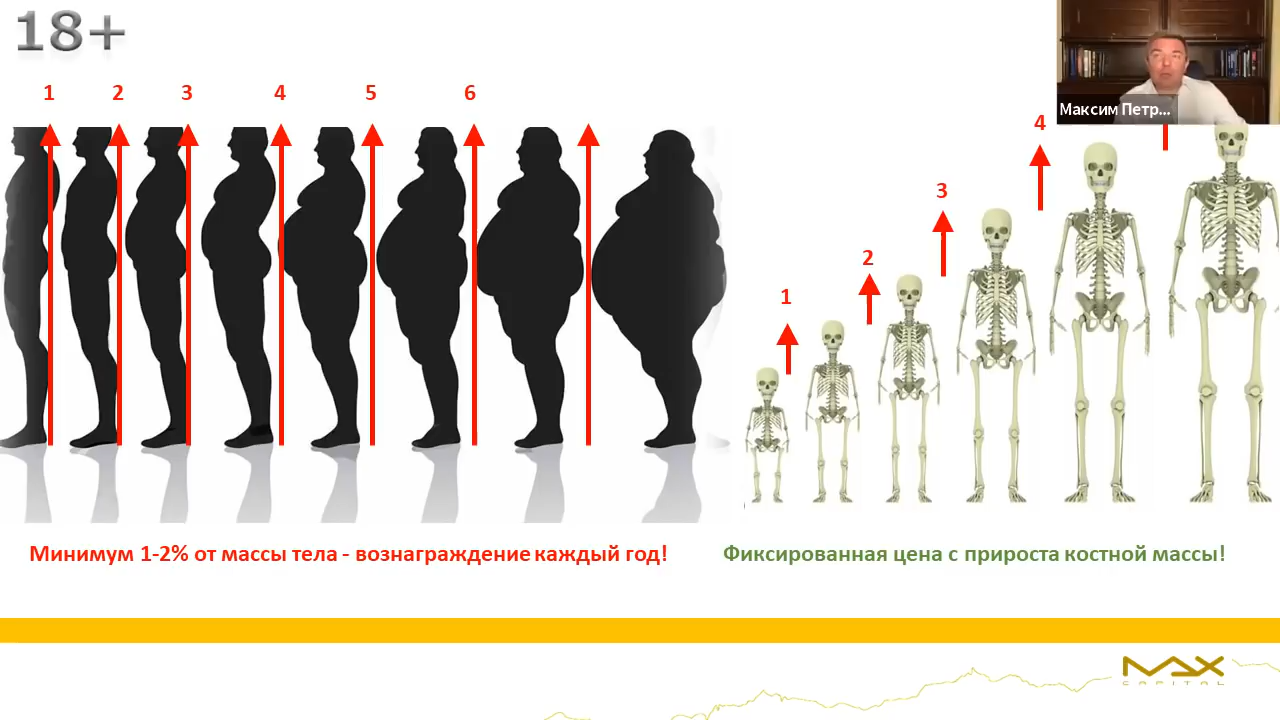 18+
1 2 3 4 5 6
Максим Петр...
4
3
2
1
Минимум 1-2% от массы тела - вознаграждение каждый год!
Фиксированная цена с прироста костной массы!
MAX
CAPITAL